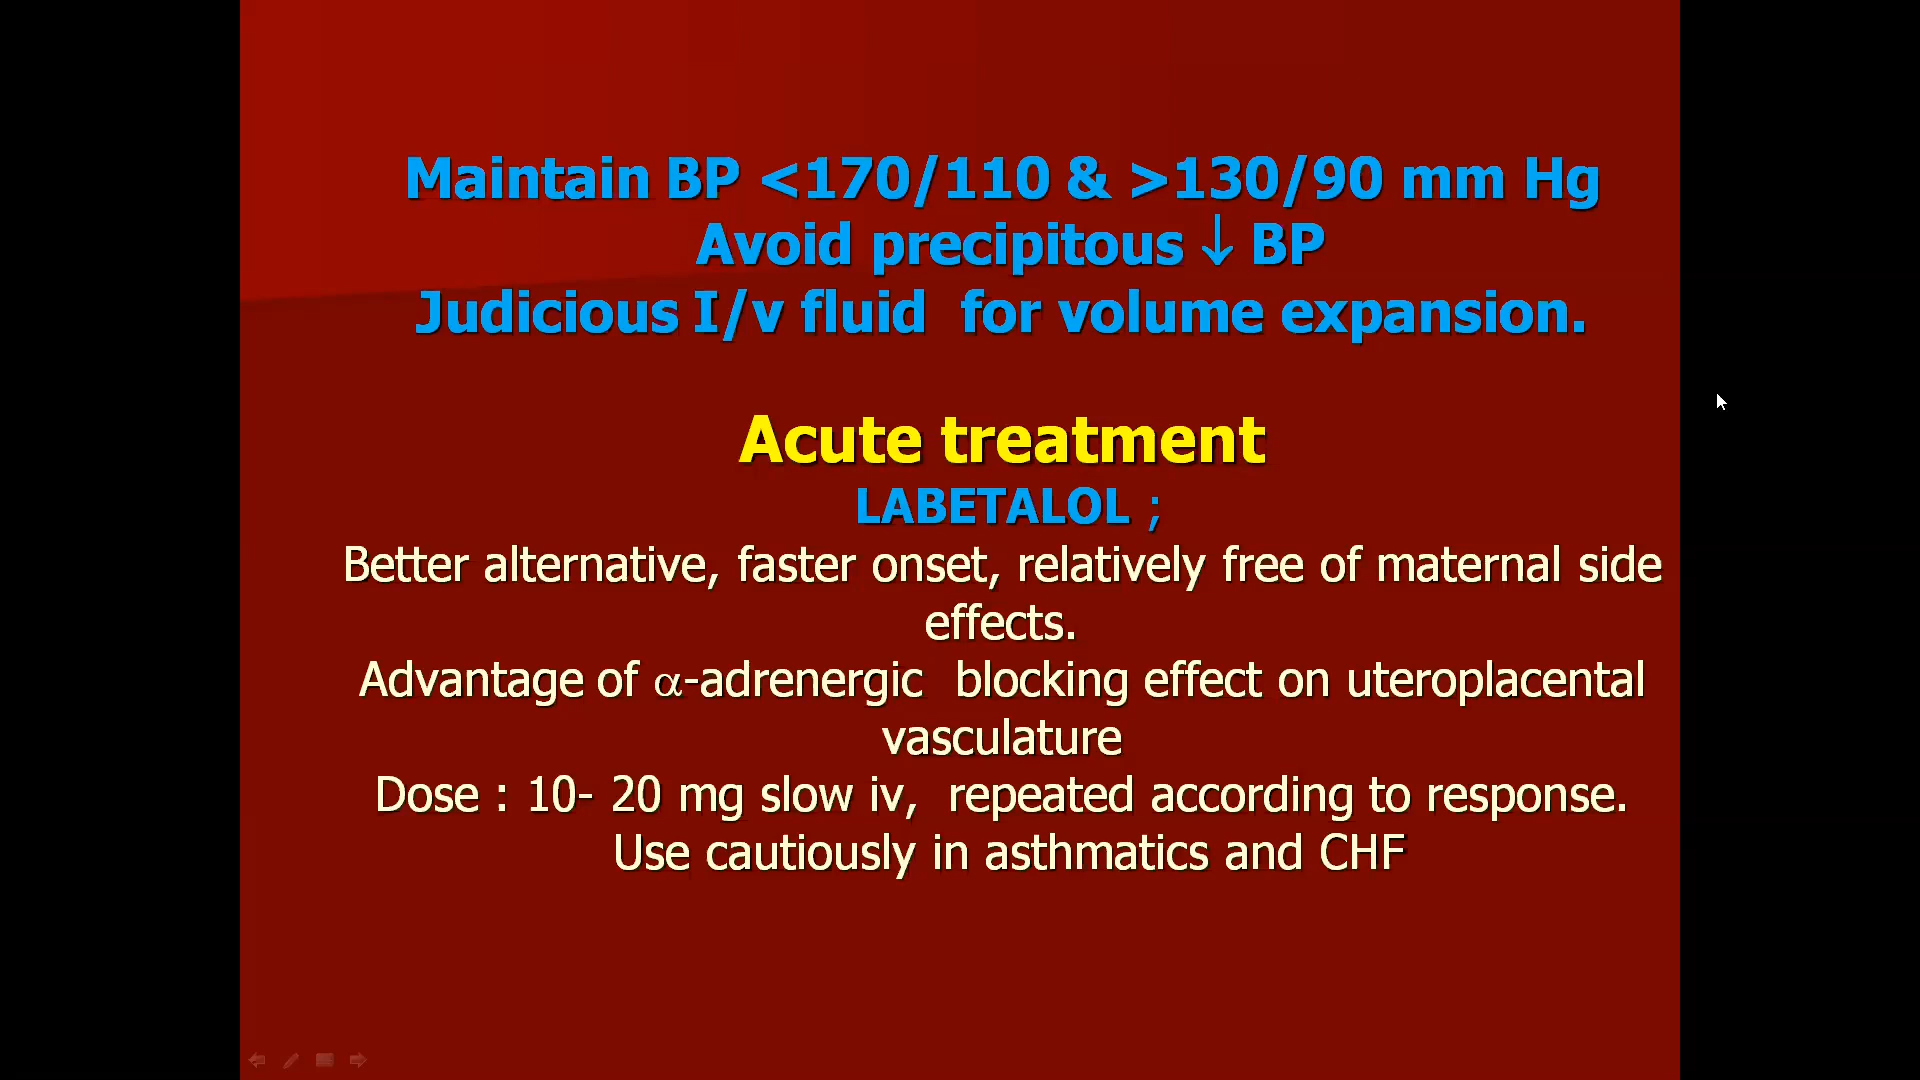 Maintain BP <170/110 & >130/90 mm Hg
Avoid precipitous ↓ BP
Judicious I/v fluid for volume expansion.
Acute treatment
LABETALOL ;
Better alternative, faster onset, relatively free of maternal side
effects.
Advantage of α-adrenergic blocking effect on uteroplacental
vasculature
Dose : 10- 20 mg slow iv, repeated according to response.
Use cautiously in asthmatics and CHF